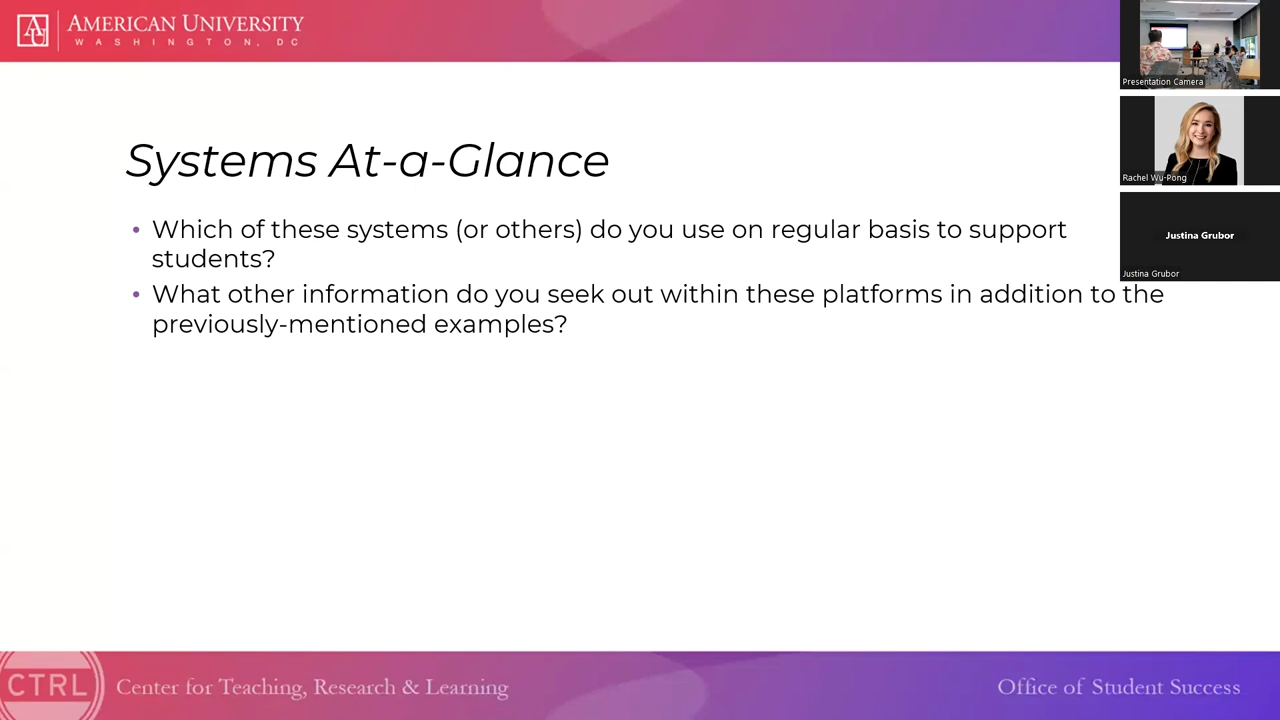 AMERICAN UNIVERSITY
WASHINGTON, DC
Presentation Camera
Rachel Wu-Pong
Justina Grubor
Justina Grubor
Systems At-a-Glance
• Which of these systems (or others) do you use on regular basis to support
students?
• What other information do you seek out within these platforms in addition to the
previously-mentioned examples?
CTRL
Center for Teaching, Research & Learning
Office of Student Success